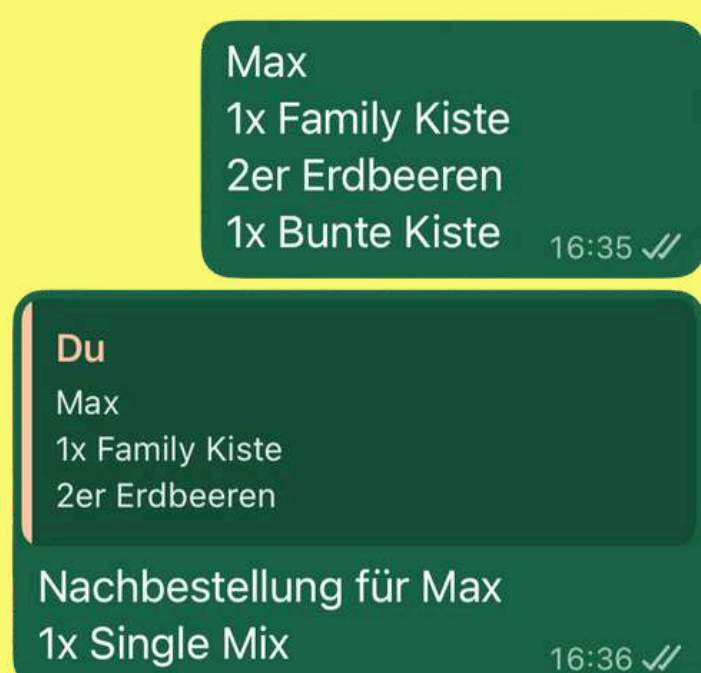 Max
1x Family Kiste
2er Erdbeeren
1x Bunte Kiste
16:35
Du
Max
1x Family Kiste
2er Erdbeeren
Nachbestellung für Max
1x Single Mix
16:36